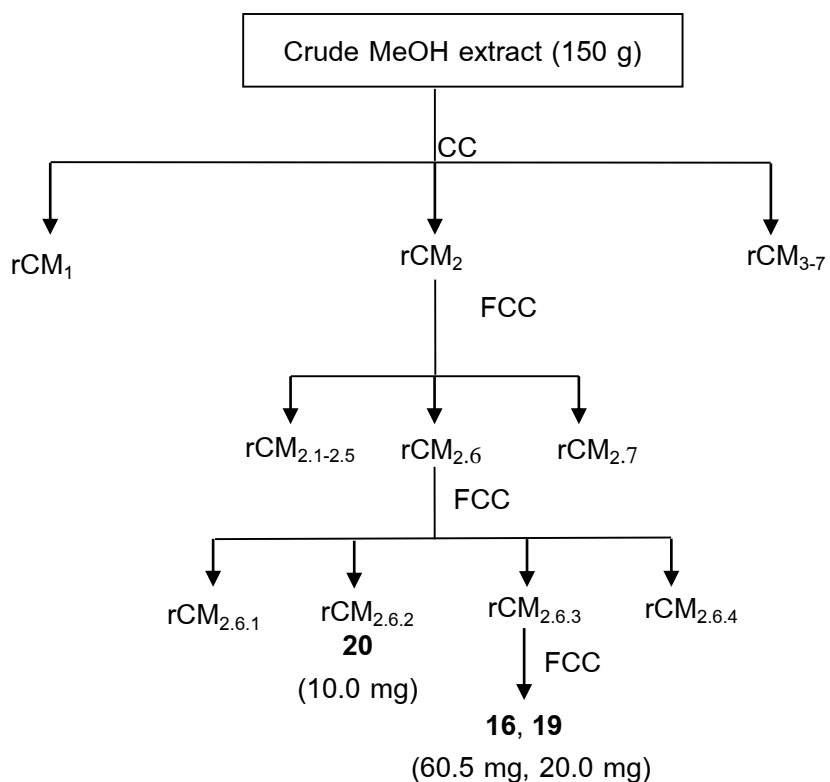 Crude MeOH extract (150 g)
CC
rCM₁ rCM₂ rCM₃₋₇
FCC
rCM₂.₁₋₂.₅ rCM₂.₆ rCM₂.₇
FCC
rCM₂.₆.₁ rCM₂.₆.₂ rCM₂.₆.₃ rCM₂.₆.₄
20
(10.0 mg)
FCC
16, 19
(60.5 mg, 20.0 mg)